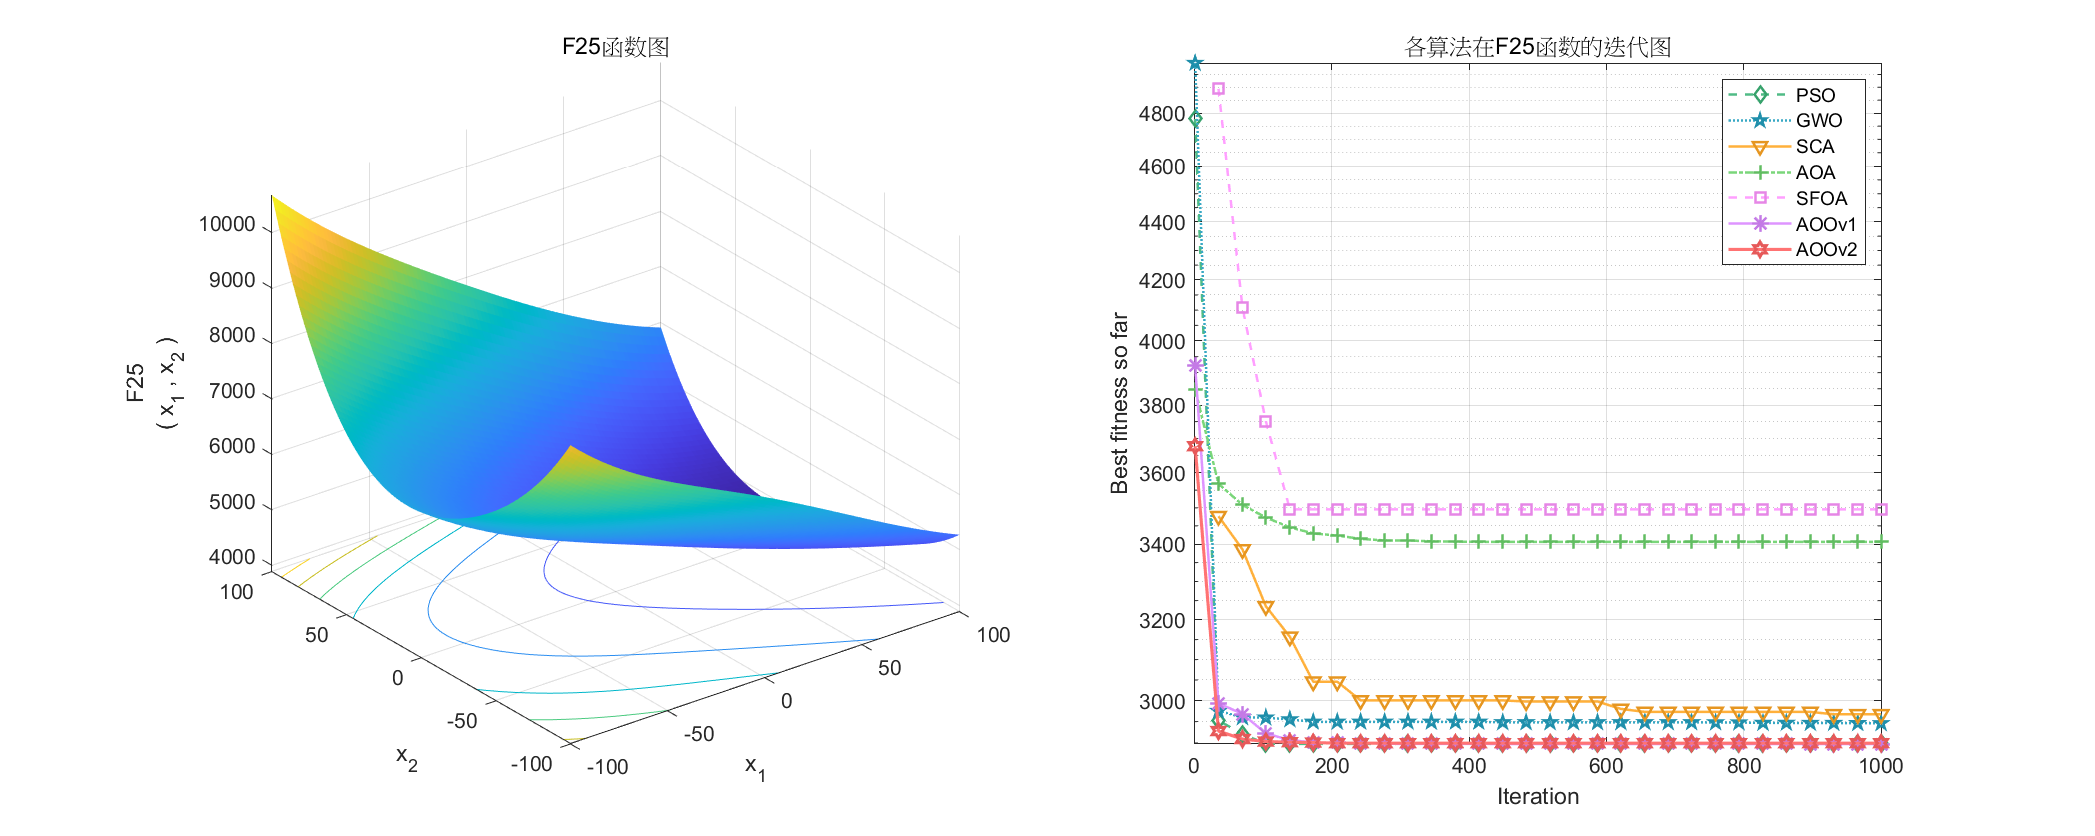 F25函数图
10000
9000
8000
7000
6000
5000
4000
F25
( x1 , x2 )
100
50
0
-50
-100
x2
-100
-50
0
50
100
x1
各算法在F25函数的迭代图
4800
4600
4400
4200
4000
3800
3600
3400
3200
3000
Best fitness so far
0
200
400
600
800
1000
Iteration
PSO
GWO
SCA
AOA
SFOA
AOOv1
AOOv2